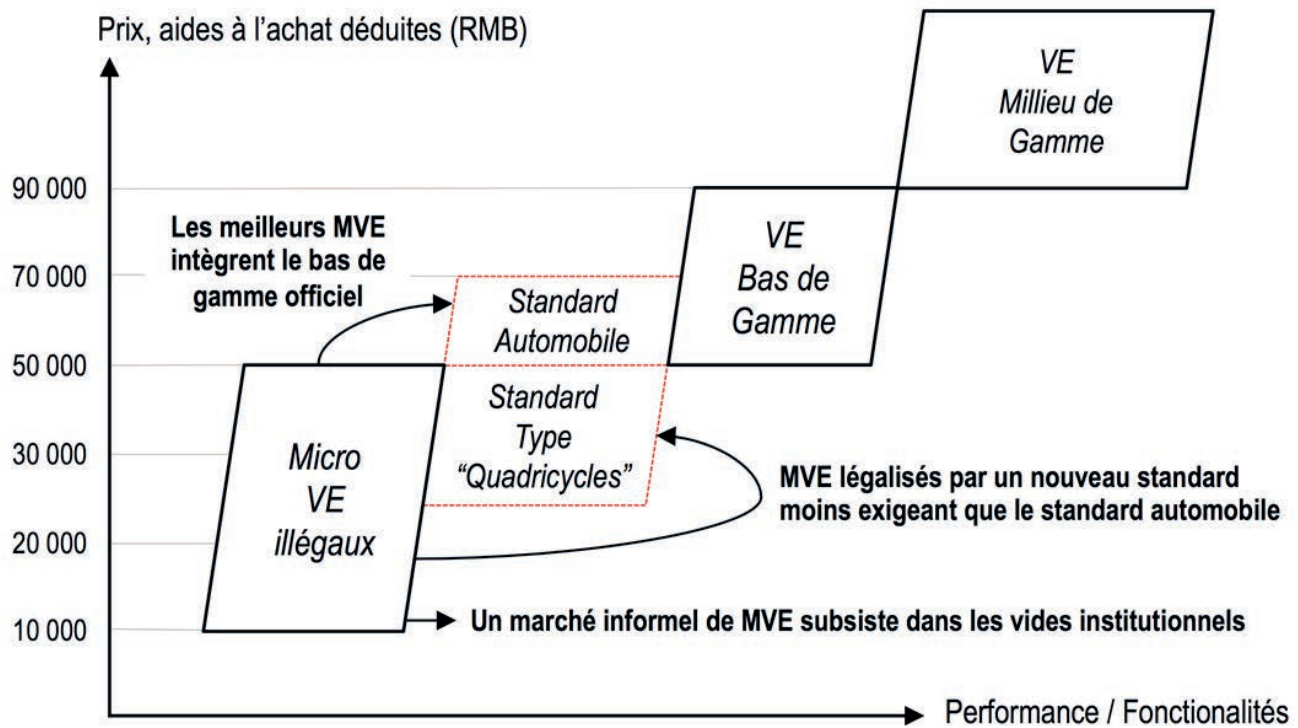 Prix, aides à l'achat déduites (RMB)
VE
Millieu de
Gamme
90 000
Les meilleurs MVE
intègrent le bas de
gamme officiel
VE
Bas de
Gamme
70 000
Standard
Automobile
50 000
Standard
Type
“Quadricycles”
30 000
Micro
VE
illégaux
MVE légalisés par un nouveau standard
moins exigeant que le standard automobile
20 000
10 000
Un marché informel de MVE subsiste dans les vides institutionnels
Performance / Fonctionalités